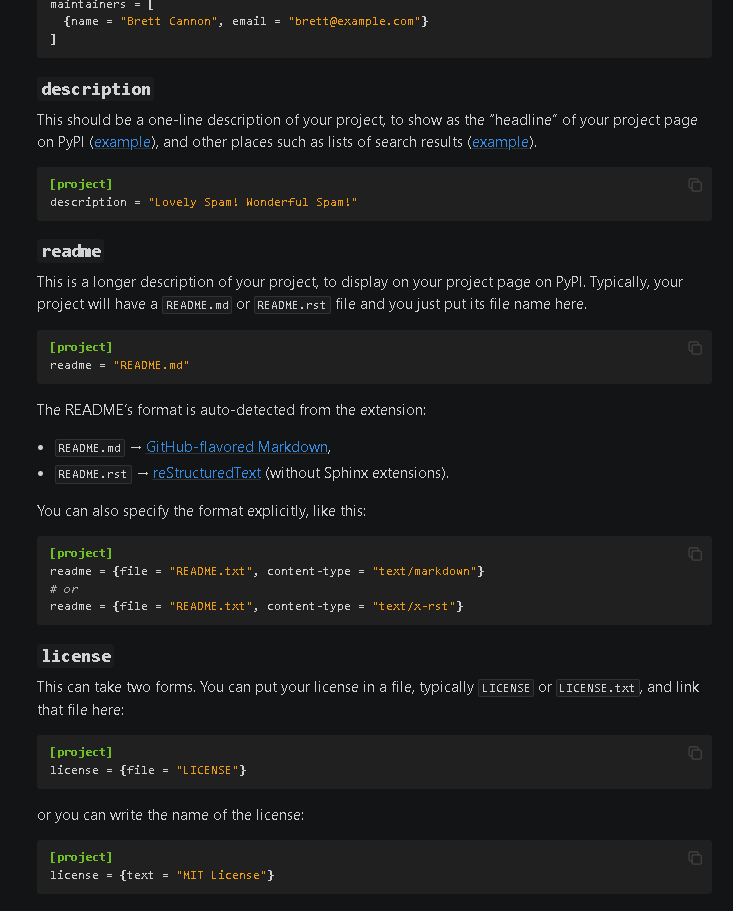 maintainers = [
{name = "Brett Cannon", email = "brett@example.com"}
]
description
This should be a one-line description of your project, to show as the “headline” of your project page
on PyPI (example), and other places such as lists of search results (example).
[project]
description = "Lovely Spam! Wonderful Spam!"
readme
This is a longer description of your project, to display on your project page on PyPI. Typically, your
project will have a README.md or README.rst file and you just put its file name here.
[project]
readme = "README.md"
The README’s format is auto-detected from the extension:
• README.md → GitHub-flavored Markdown,
• README.rst → reStructuredText (without Sphinx extensions).
You can also specify the format explicitly, like this:
[project]
readme = {file = "README.txt", content-type = "text/markdown"}
# or
readme = {file = "README.txt", content-type = "text/x-rst"}
license
This can take two forms. You can put your license in a file, typically LICENSE or LICENSE.txt, and link
that file here:
[project]
license = {file = "LICENSE"}
or you can write the name of the license:
[project]
license = {text = "MIT License"}